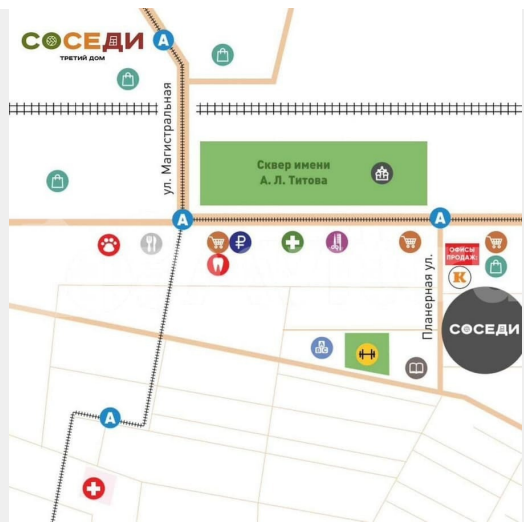 СОСЕДИ
ТРЕТИЙ ДОМ
А
ул. Магистральная
Сквер имени
А. Л. Титова
А
А
₽
ОФИСЫ
ПРОДАЖ:
К
Планерная ул.
СОСЕДИ
А
В С
А